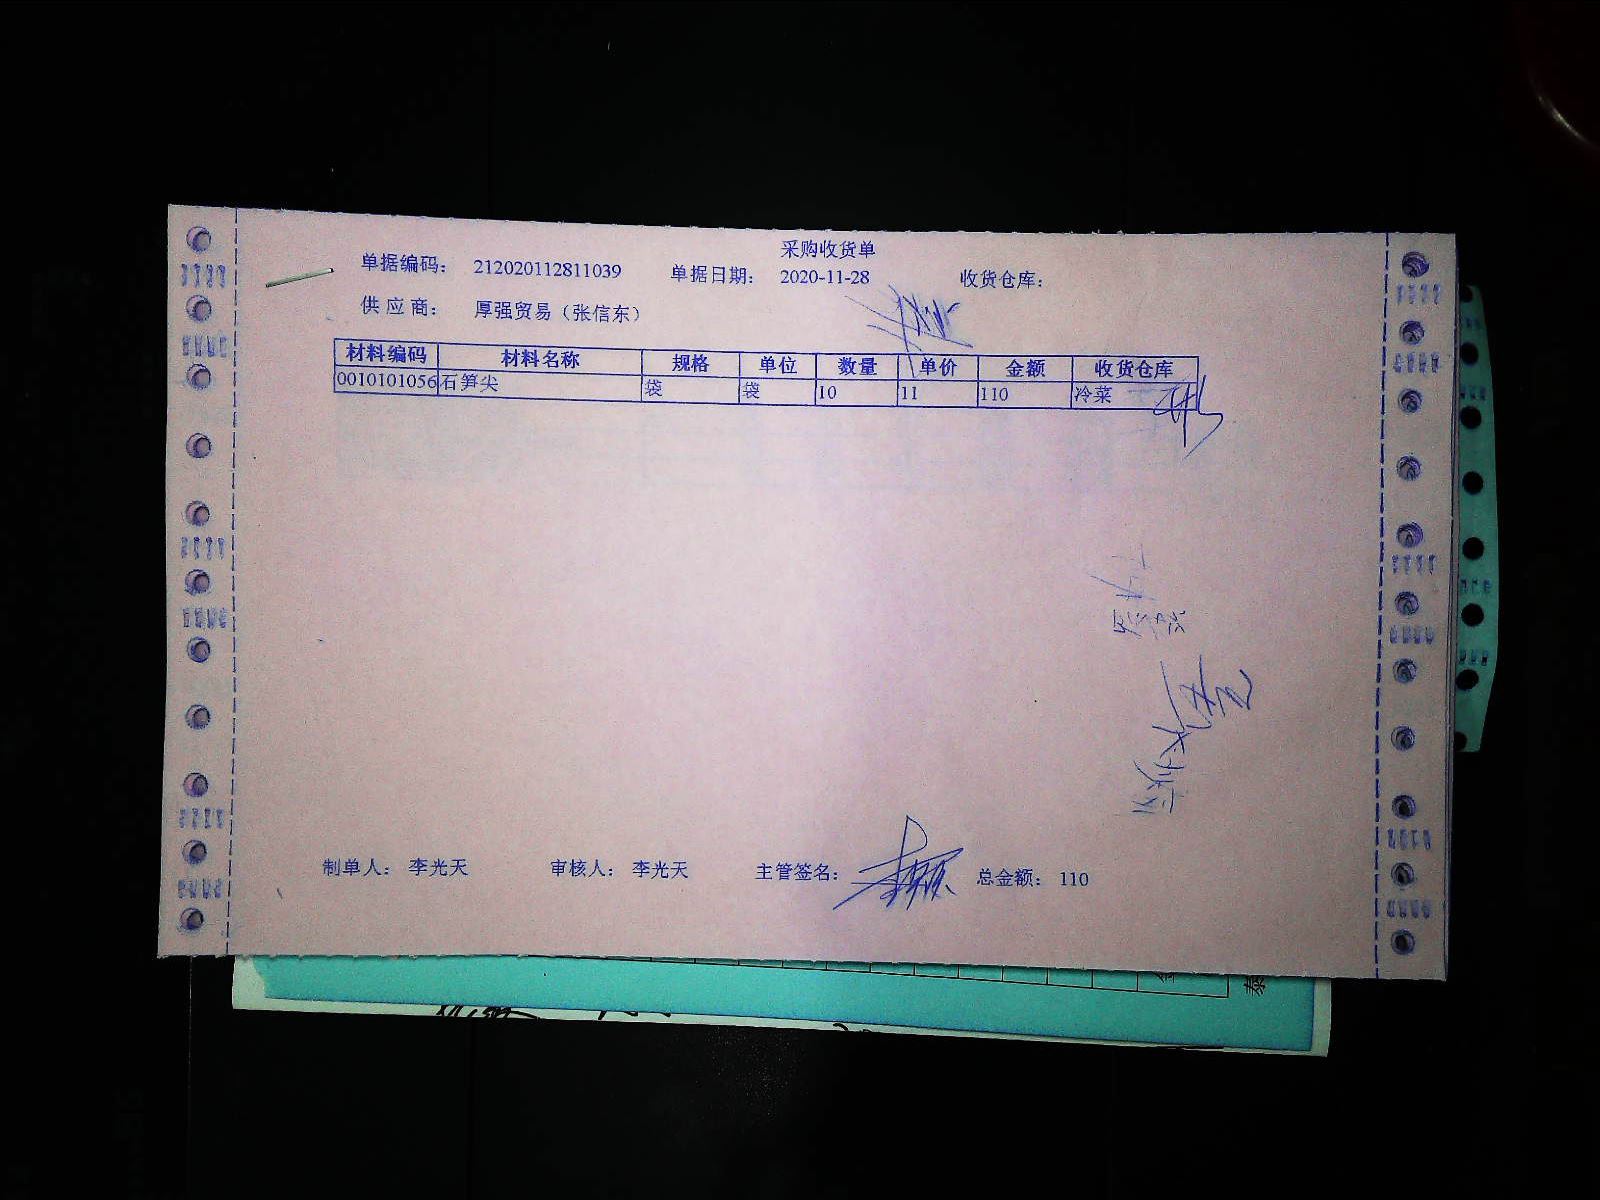 采购收货单
单据编码： 212020112811039 单据日期： 2020-11-28 收货仓库：
供 应 商： 厚强贸易（张信东）
材料编码 材料名称 规格 单位 数量 单价 金额 收货仓库
0010101056 石笋尖 袋 袋 10 11 110 冷菜
制单人： 李光天 审核人： 李光天 主管签名： 总金额： 110